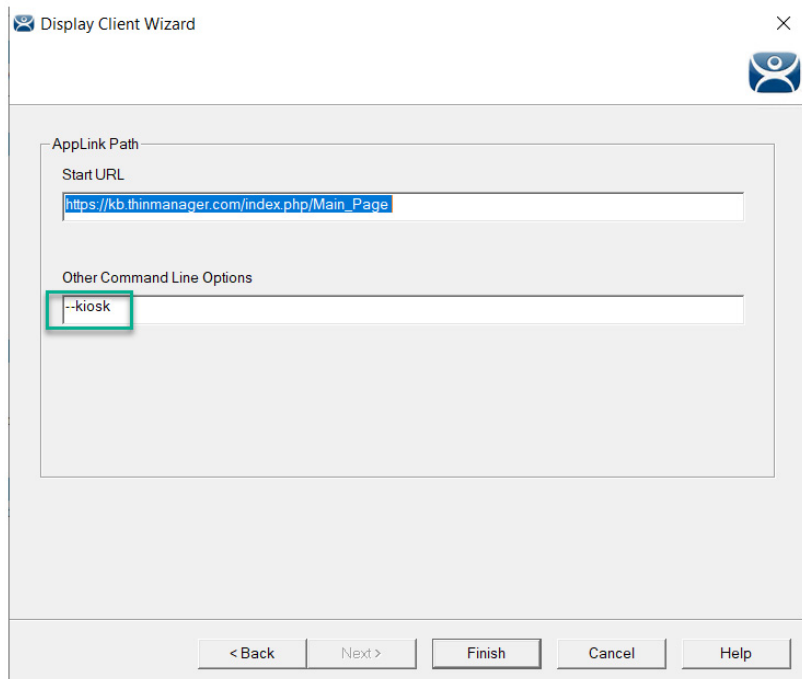 Display Client Wizard
AppLink Path
Start URL
https://kb.thinmanager.com/index.php/Main_Page
Other Command Line Options
--kiosk
< Back Next > Finish Cancel Help